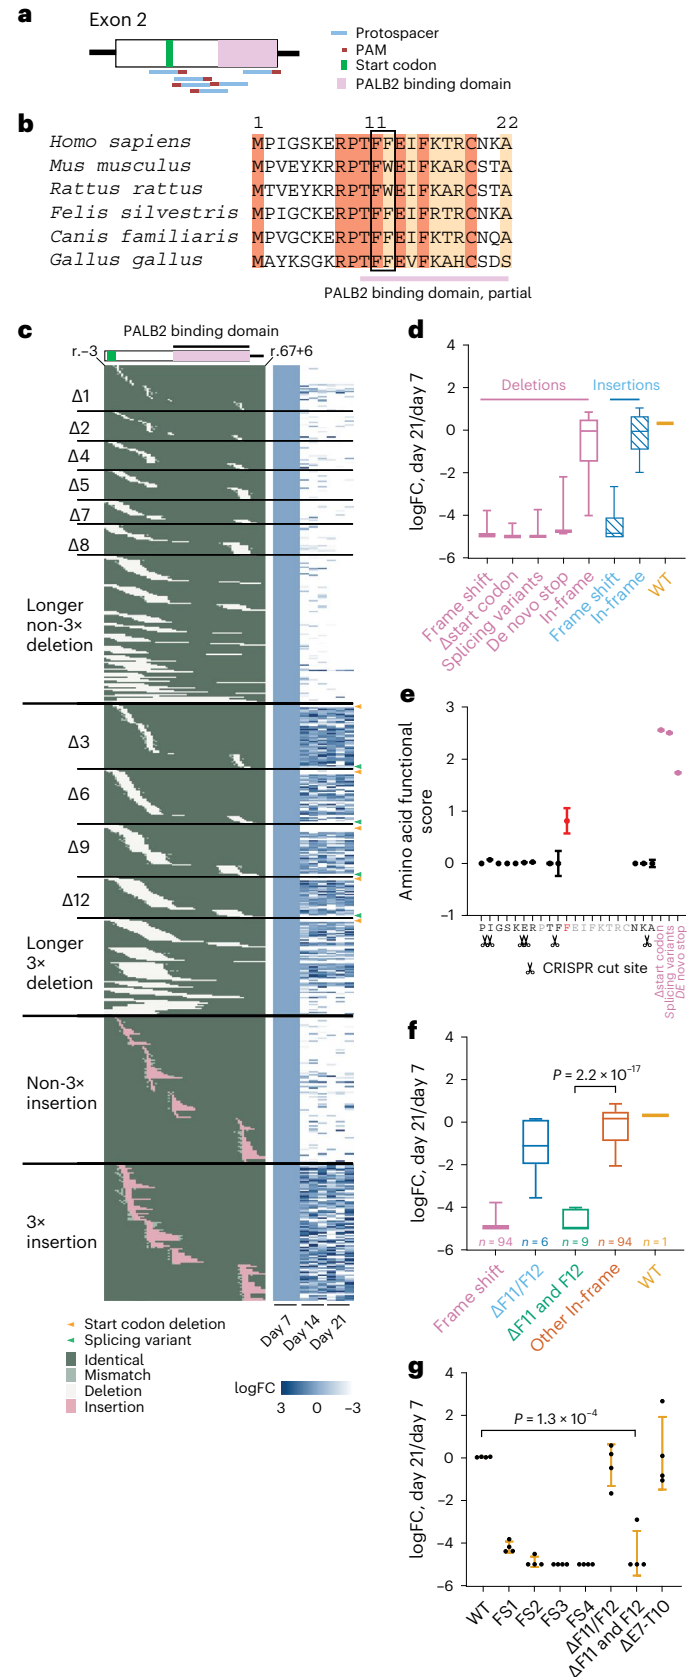 a
Exon 2
Protospacer
PAM
Start codon
PALB2 binding domain
b
1 11 22
Homo sapiens MPIGSKERPTFFEIFKTRCNKA
Mus musculus MPVEYKRRPTFWEIFKARCSTA
Rattus rattus MTVEYKRRPTFWEIFKARCSTA
Felis silvestris MPIGCKERPTFFEIFKTRCNKA
Canis familiaris MPVGCKERPTFFEIFKTRCNQA
Gallus gallus MAYKSGKRPTFFEVFKAHCSDS
PALB2 binding domain, partial
c
PALB2 binding domain
r.−3 r.67+6
Δ1
Δ2
Δ4
Δ5
Δ7
Δ8
Longer
non-3×
deletion
Δ3
Δ6
Δ9
Δ12
Longer
3×
deletion
Non-3×
insertion
3×
insertion
Day 7
Day 14
Day 21
Start codon deletion
Splicing variant
Identical
Mismatch
Deletion
Insertion
logFC
3 0 −3
d
logFC, day 21/day 7
4
2
0
−2
−4
−6
Deletions
Insertions
Frame shift
Δstart codon
Splicing variants
De novo stop
In-frame
Frame shift
In-frame
WT
e
Amino acid functional
score
3
2
1
0
−1
PIGSKERPTFFEIFKTRCNKA
Δstart codon
Splicing variants
DE novo stop
CRISPR cut site
f
logFC, day 21/day 7
4
2
0
−2
−4
−6
P = 2.2 × 10⁻¹⁷
n = 94
n = 6
n = 9
n = 94
n = 1
Frame shift
ΔF11/F12
ΔF11 and F12
Other In-frame
WT
g
logFC, day 21/day 7
4
2
0
−2
−4
−6
P = 1.3 × 10⁻⁴
WT
FS1
FS2
FS3
FS4
ΔF11/F12
ΔF11 and F12
ΔE7-T10